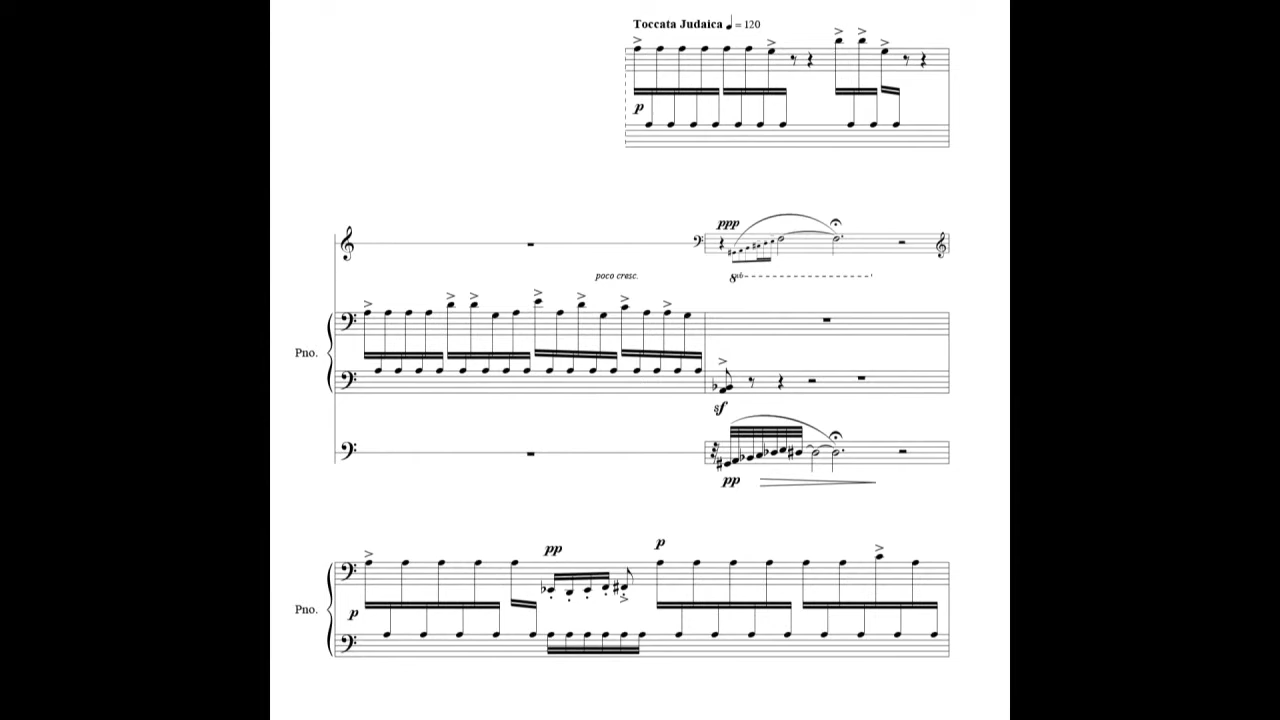 Toccata Judaica ♩ = 120
p
ppp
8vb
poco cresc.
Pno.
sf
pp
pp
p
Pno.
p